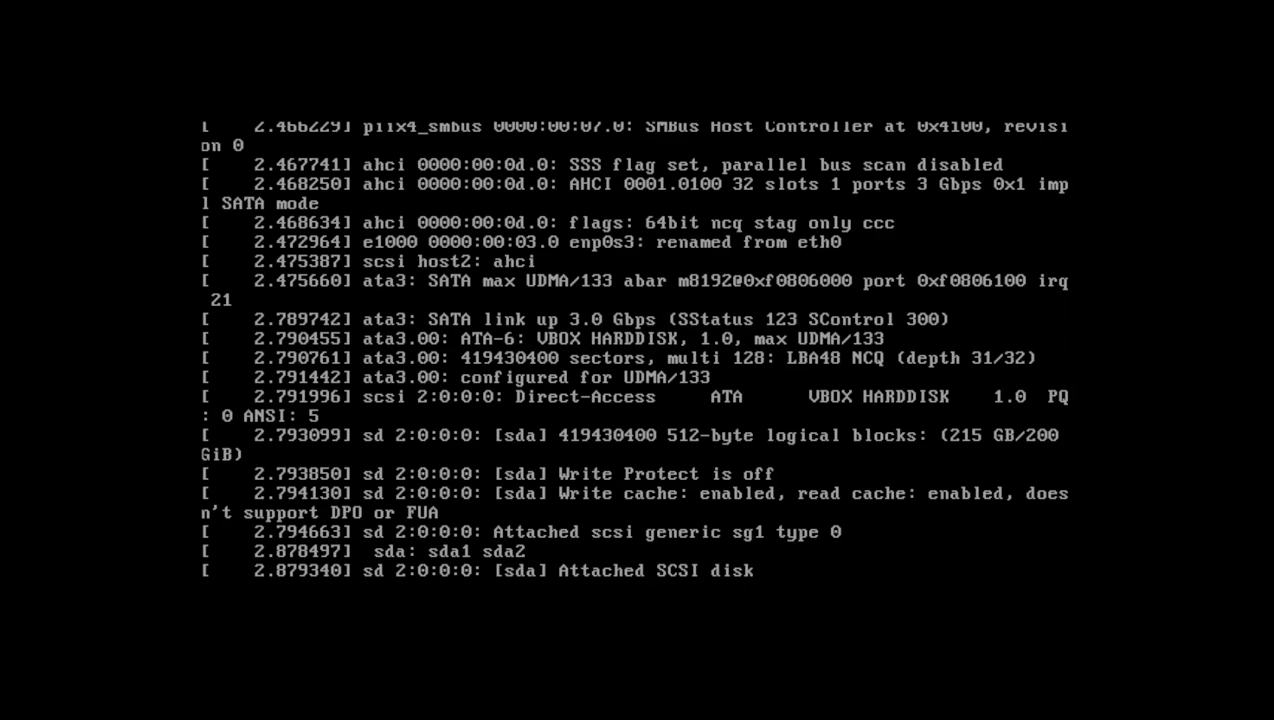 [    2.466229] piix4_smbus 0000:00:07.0: SMBus Host Controller at 0x4100, revisi
on 0
[    2.467741] ahci 0000:00:0d.0: SSS flag set, parallel bus scan disabled
[    2.468250] ahci 0000:00:0d.0: AHCI 0001.0100 32 slots 1 ports 3 Gbps 0x1 imp
l SATA mode
[    2.468634] ahci 0000:00:0d.0: flags: 64bit ncq stag only ccc
[    2.472964] e1000 0000:00:03.0 enp0s3: renamed from eth0
[    2.475387] scsi host2: ahci
[    2.475660] ata3: SATA max UDMA/133 abar m8192@0xf0806000 port 0xf0806100 irq
 21
[    2.789742] ata3: SATA link up 3.0 Gbps (SStatus 123 SControl 300)
[    2.790455] ata3.00: ATA-6: VBOX HARDDISK, 1.0, max UDMA/133
[    2.790761] ata3.00: 419430400 sectors, multi 128: LBA48 NCQ (depth 31/32)
[    2.791442] ata3.00: configured for UDMA/133
[    2.791996] scsi 2:0:0:0: Direct-Access     ATA      VBOX HARDDISK    1.0  PQ
: 0 ANSI: 5
[    2.793099] sd 2:0:0:0: [sda] 419430400 512-byte logical blocks: (215 GB/200
GiB)
[    2.793850] sd 2:0:0:0: [sda] Write Protect is off
[    2.794130] sd 2:0:0:0: [sda] Write cache: enabled, read cache: enabled, does
n't support DPO or FUA
[    2.794663] sd 2:0:0:0: Attached scsi generic sg1 type 0
[    2.878497]  sda: sda1 sda2
[    2.879340] sd 2:0:0:0: [sda] Attached SCSI disk